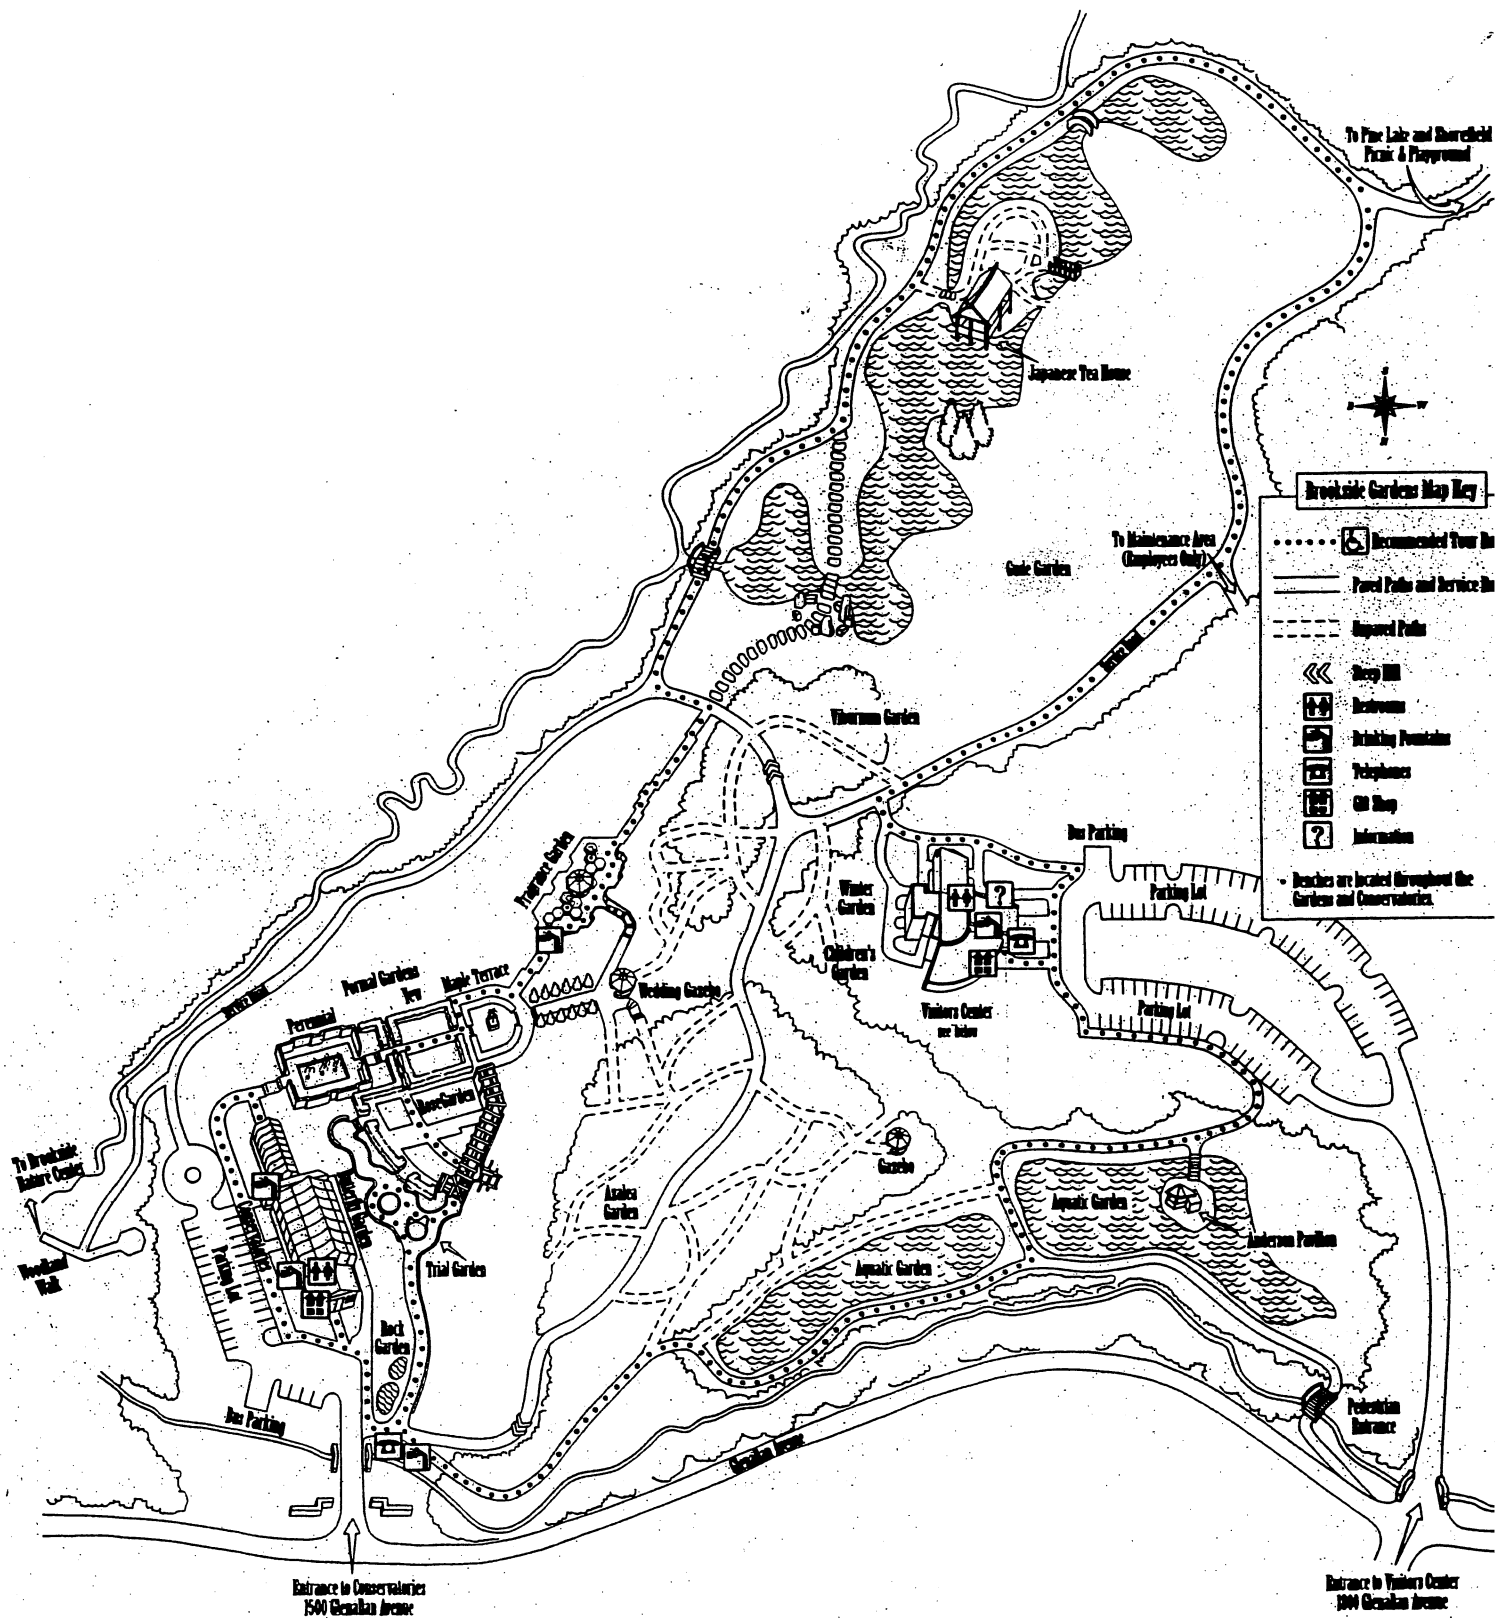 To Pine Lake and Shorefield
Picnic & Playground
Japanese Tea House
S
E
W
N
Brookside Gardens Map Key
Recommended Tour
Paved Paths and Service
Unpaved Paths
Steep Hill
Restrooms
Drinking Fountains
Telephones
Gift Shop
? Information
• Benches are located throughout the
Gardens and Conservatories.
To Maintenance Area
(Employees Only)
Gude Garden
Service Road
Viburnum Garden
Bus Parking
Parking Lot
Fragrance Garden
Winter
Garden
?
Children's
Garden
Formal Gardens
Yew
Maple Terrace
Wedding Gazebo
Parking Lot
Visitors Center
see below
Service Road
Perennial
Rose Garden
Gazebo
To Brookside
Nature Center
Azalea
Garden
Aquatic Garden
Anderson Pavilion
Woodland
Walk
Parking Lot
Conservatories
Trial Garden
Aquatic Garden
Rock
Garden
Bus Parking
Glenallan Avenue
Pedestrian
Entrance
Entrance to Conservatories
1500 Glenallan Avenue
Entrance to Visitors Center
1800 Glenallan Avenue